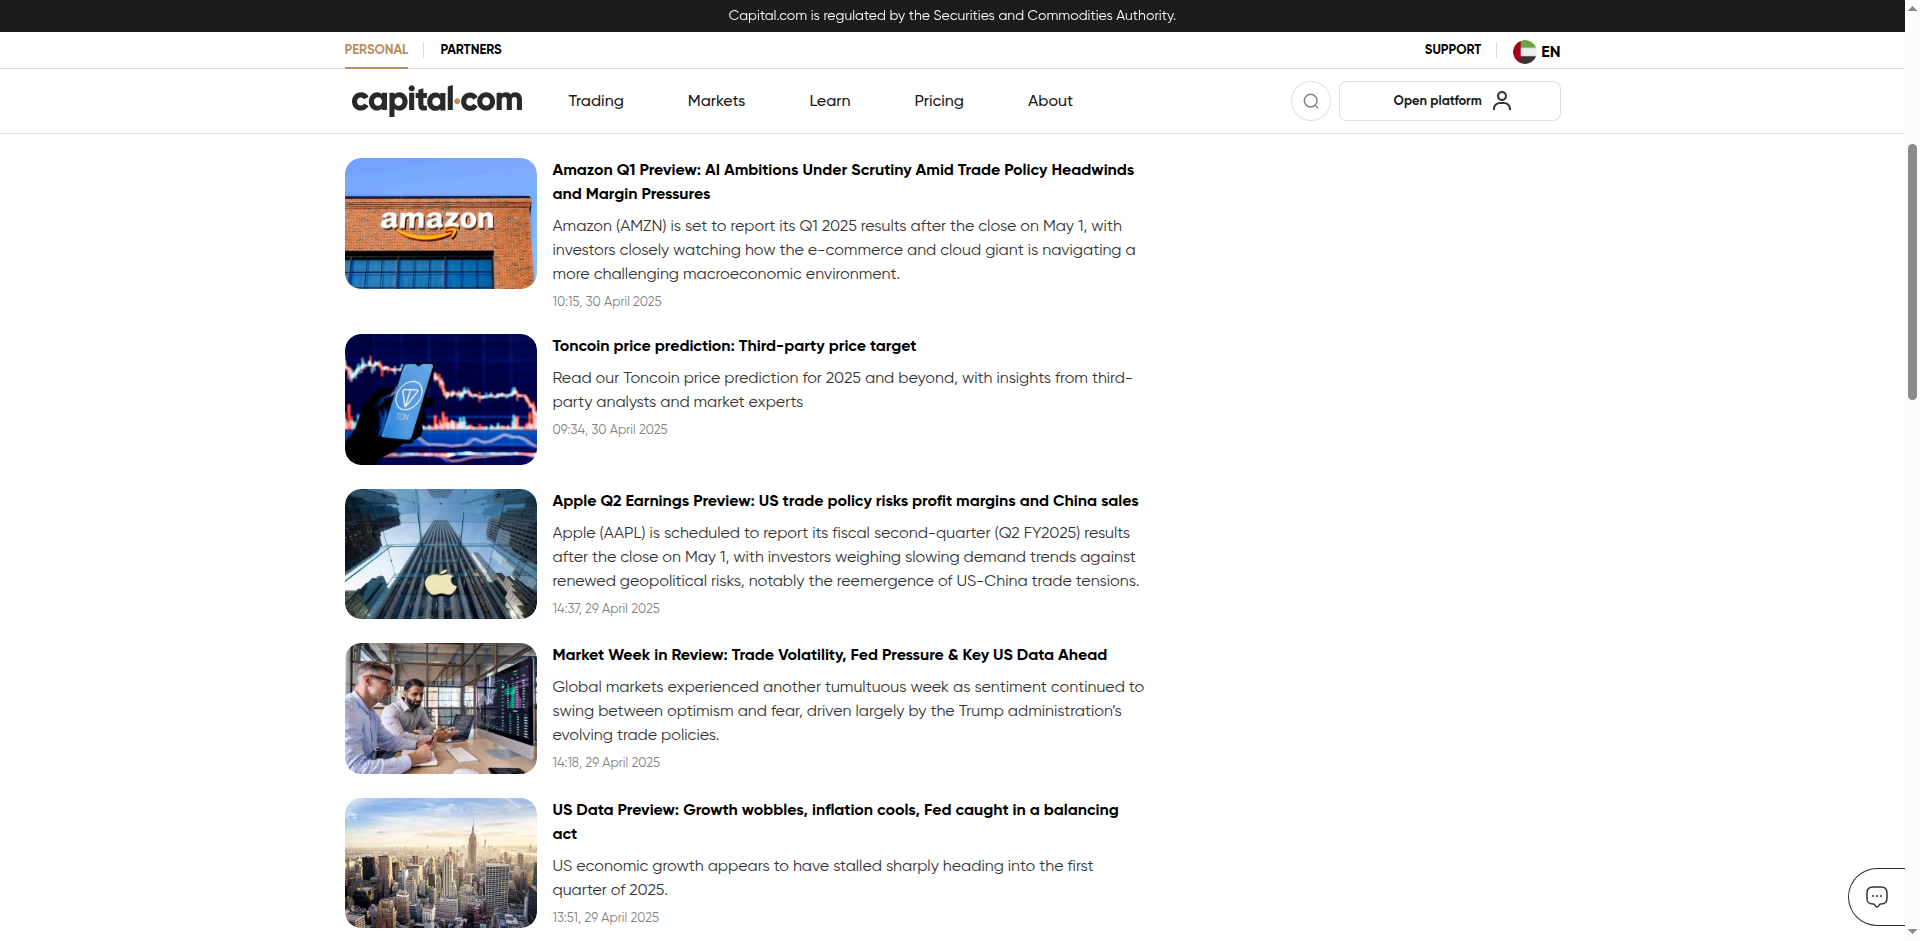 Capital.com is regulated by the Securities and Commodities Authority.
PERSONAL
PARTNERS
SUPPORT
EN
capital.com
Trading
Markets
Learn
Pricing
About
Open platform
amazon
Amazon Q1 Preview: AI Ambitions Under Scrutiny Amid Trade Policy Headwinds
and Margin Pressures
Amazon (AMZN) is set to report its Q1 2025 results after the close on May 1, with
investors closely watching how the e-commerce and cloud giant is navigating a
more challenging macroeconomic environment.
10:15, 30 April 2025
TON
Toncoin price prediction: Third-party price target
Read our Toncoin price prediction for 2025 and beyond, with insights from third-
party analysts and market experts
09:34, 30 April 2025
Apple Q2 Earnings Preview: US trade policy risks profit margins and China sales
Apple (AAPL) is scheduled to report its fiscal second-quarter (Q2 FY2025) results
after the close on May 1, with investors weighing slowing demand trends against
renewed geopolitical risks, notably the reemergence of US-China trade tensions.
14:37, 29 April 2025
Market Week in Review: Trade Volatility, Fed Pressure & Key US Data Ahead
Global markets experienced another tumultuous week as sentiment continued to
swing between optimism and fear, driven largely by the Trump administration’s
evolving trade policies.
14:18, 29 April 2025
US Data Preview: Growth wobbles, inflation cools, Fed caught in a balancing
act
US economic growth appears to have stalled sharply heading into the first
quarter of 2025.
13:51, 29 April 2025